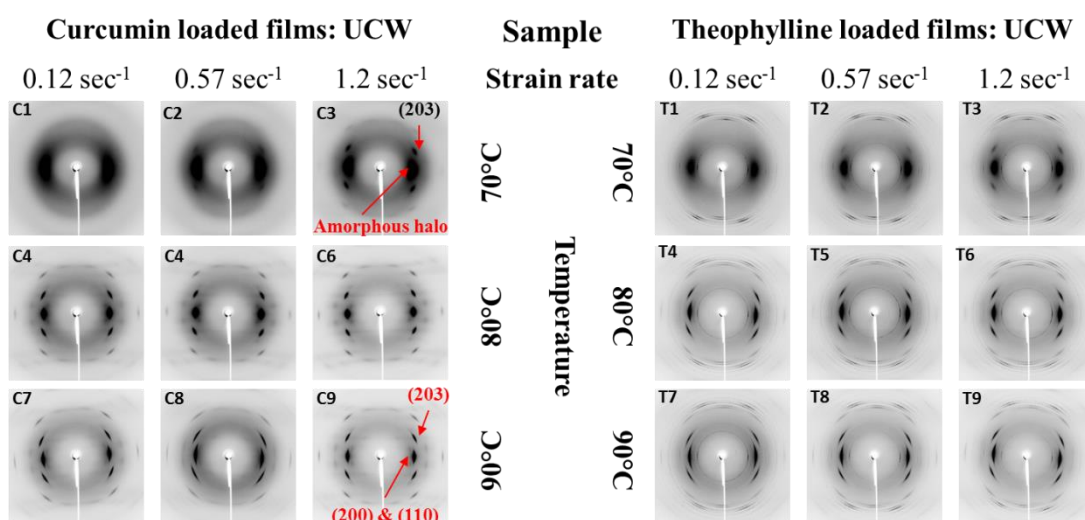 Curcumin loaded films: UCW
Sample
Theophylline loaded films: UCW
0.12 sec-1
0.57 sec-1
1.2 sec-1
Strain rate
0.12 sec-1
0.57 sec-1
1.2 sec-1
C1
C2
C3
(203)
Amorphous halo
70°C
Temperature
70°C
T1
T2
T3
C4
C4
C6
80°C
80°C
T4
T5
T6
C7
C8
C9
(203)
(200) & (110)
90°C
90°C
T7
T8
T9